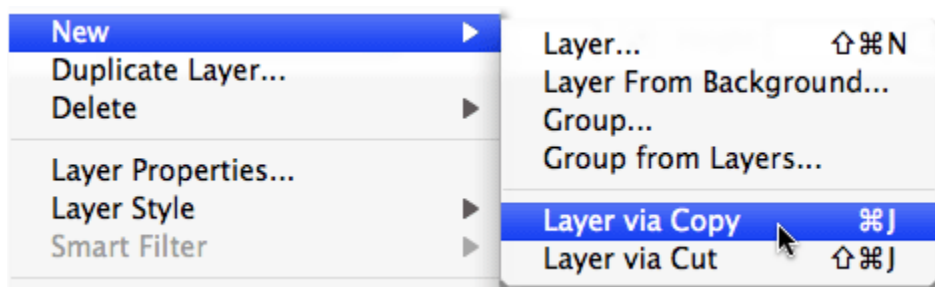 New
Duplicate Layer...
Delete
Layer Properties...
Layer Style
Smart Filter
Layer... ⇧⌘N
Layer From Background...
Group...
Group from Layers...
Layer via Copy ⌘J
Layer via Cut ⇧⌘J